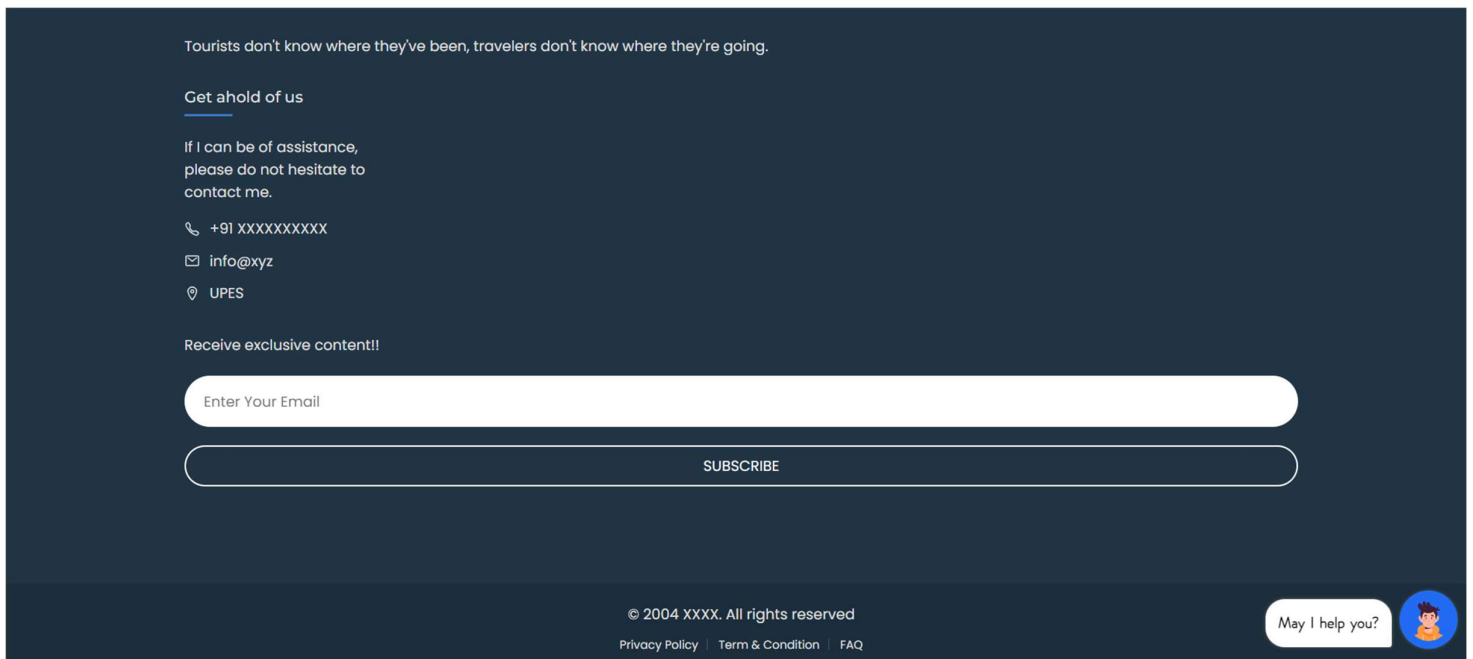 Tourists don't know where they've been, travelers don't know where they're going.
Get ahold of us
If I can be of assistance,
please do not hesitate to
contact me.
+91 XXXXXXXXXX
info@xyz
UPES
Receive exclusive content!!
Enter Your Email
SUBSCRIBE
© 2004 XXXX. All rights reserved
Privacy Policy | Term & Condition | FAQ
May I help you?